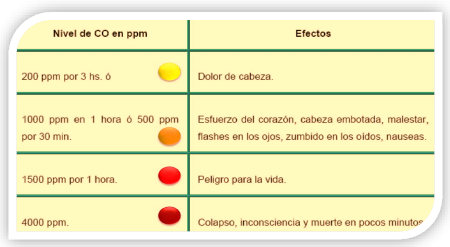 Nivel de CO en ppm Efectos
200 ppm por 3 hs. ó Dolor de cabeza.
1000 ppm en 1 hora ó 500 ppm por 30 min. Esfuerzo del corazón, cabeza embotada, malestar, flashes en los ojos, zumbido en los oídos, nauseas.
1500 ppm por 1 hora. Peligro para la vida.
4000 ppm. Colapso, inconsciencia y muerte en pocos minutos